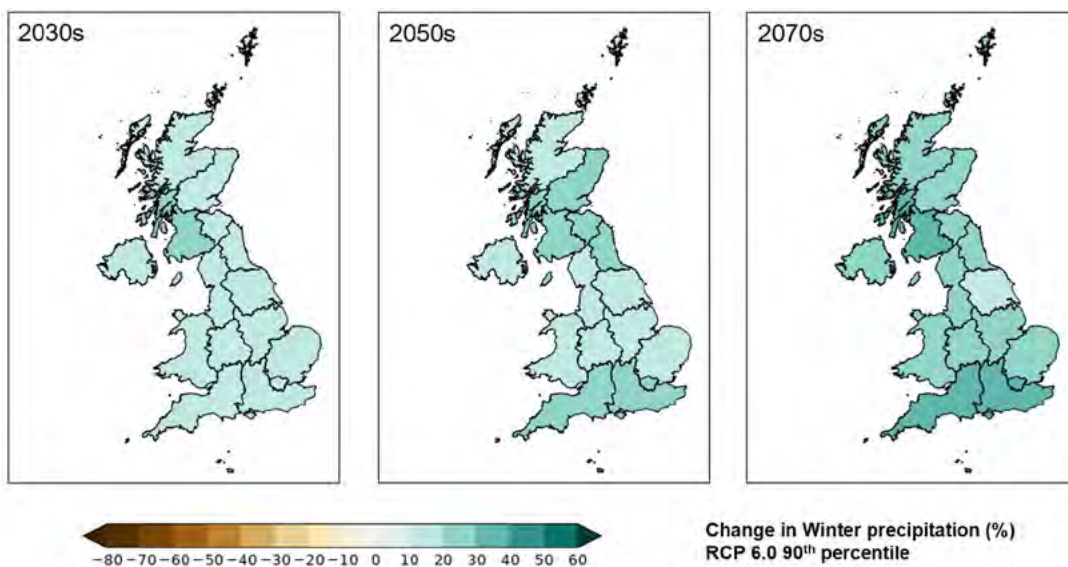 2030s
2050s
2070s
−80 −70 −60 −50 −40 −30 −20 −10 0 10 20 30 40 50 60
Change in Winter precipitation (%)
RCP 6.0 90th percentile